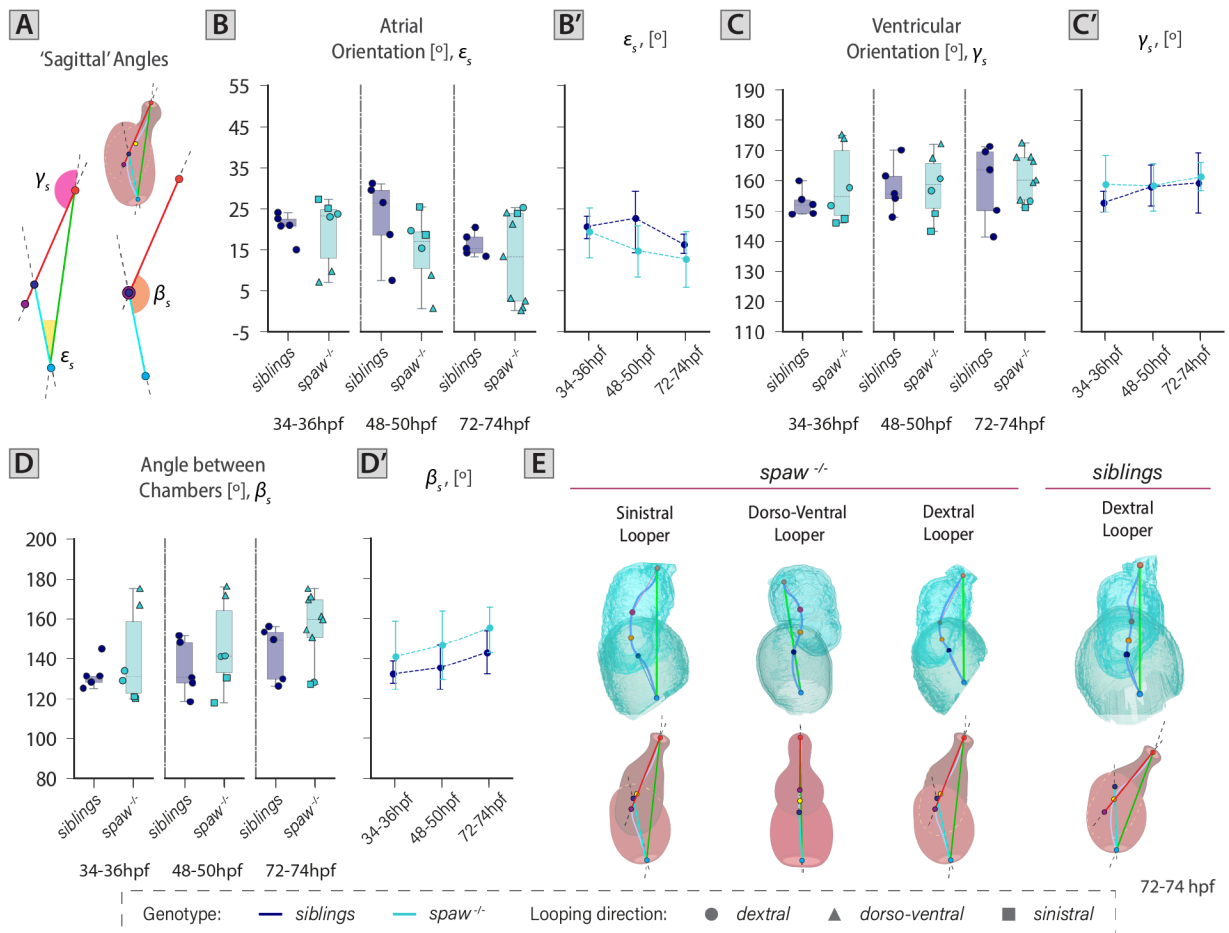 A
'Sagittal' Angles
γs
εs
βs
B
Atrial
Orientation [º], εs
55
45
35
25
15
5
-5
siblings
spaw -/-
siblings
spaw -/-
siblings
spaw -/-
34-36hpf
48-50hpf
72-74hpf
B′
εs, [º]
34-36hpf
48-50hpf
72-74hpf
C
Ventricular
Orientation [º], γs
190
180
170
160
150
140
130
120
110
siblings
spaw -/-
siblings
spaw -/-
siblings
spaw -/-
34-36hpf
48-50hpf
72-74hpf
C′
γs, [º]
34-36hpf
48-50hpf
72-74hpf
D
Angle between
Chambers [º], βs
200
180
160
140
120
100
80
siblings
spaw -/-
siblings
spaw -/-
siblings
spaw -/-
34-36hpf
48-50hpf
72-74hpf
D′
βs, [º]
34-36hpf
48-50hpf
72-74hpf
E
spaw -/-
siblings
Sinistral
Looper
Dorso-Ventral
Looper
Dextral
Looper
Dextral
Looper
72-74 hpf
Genotype: siblings spaw-/- Looping direction: dextral dorso-ventral sinistral